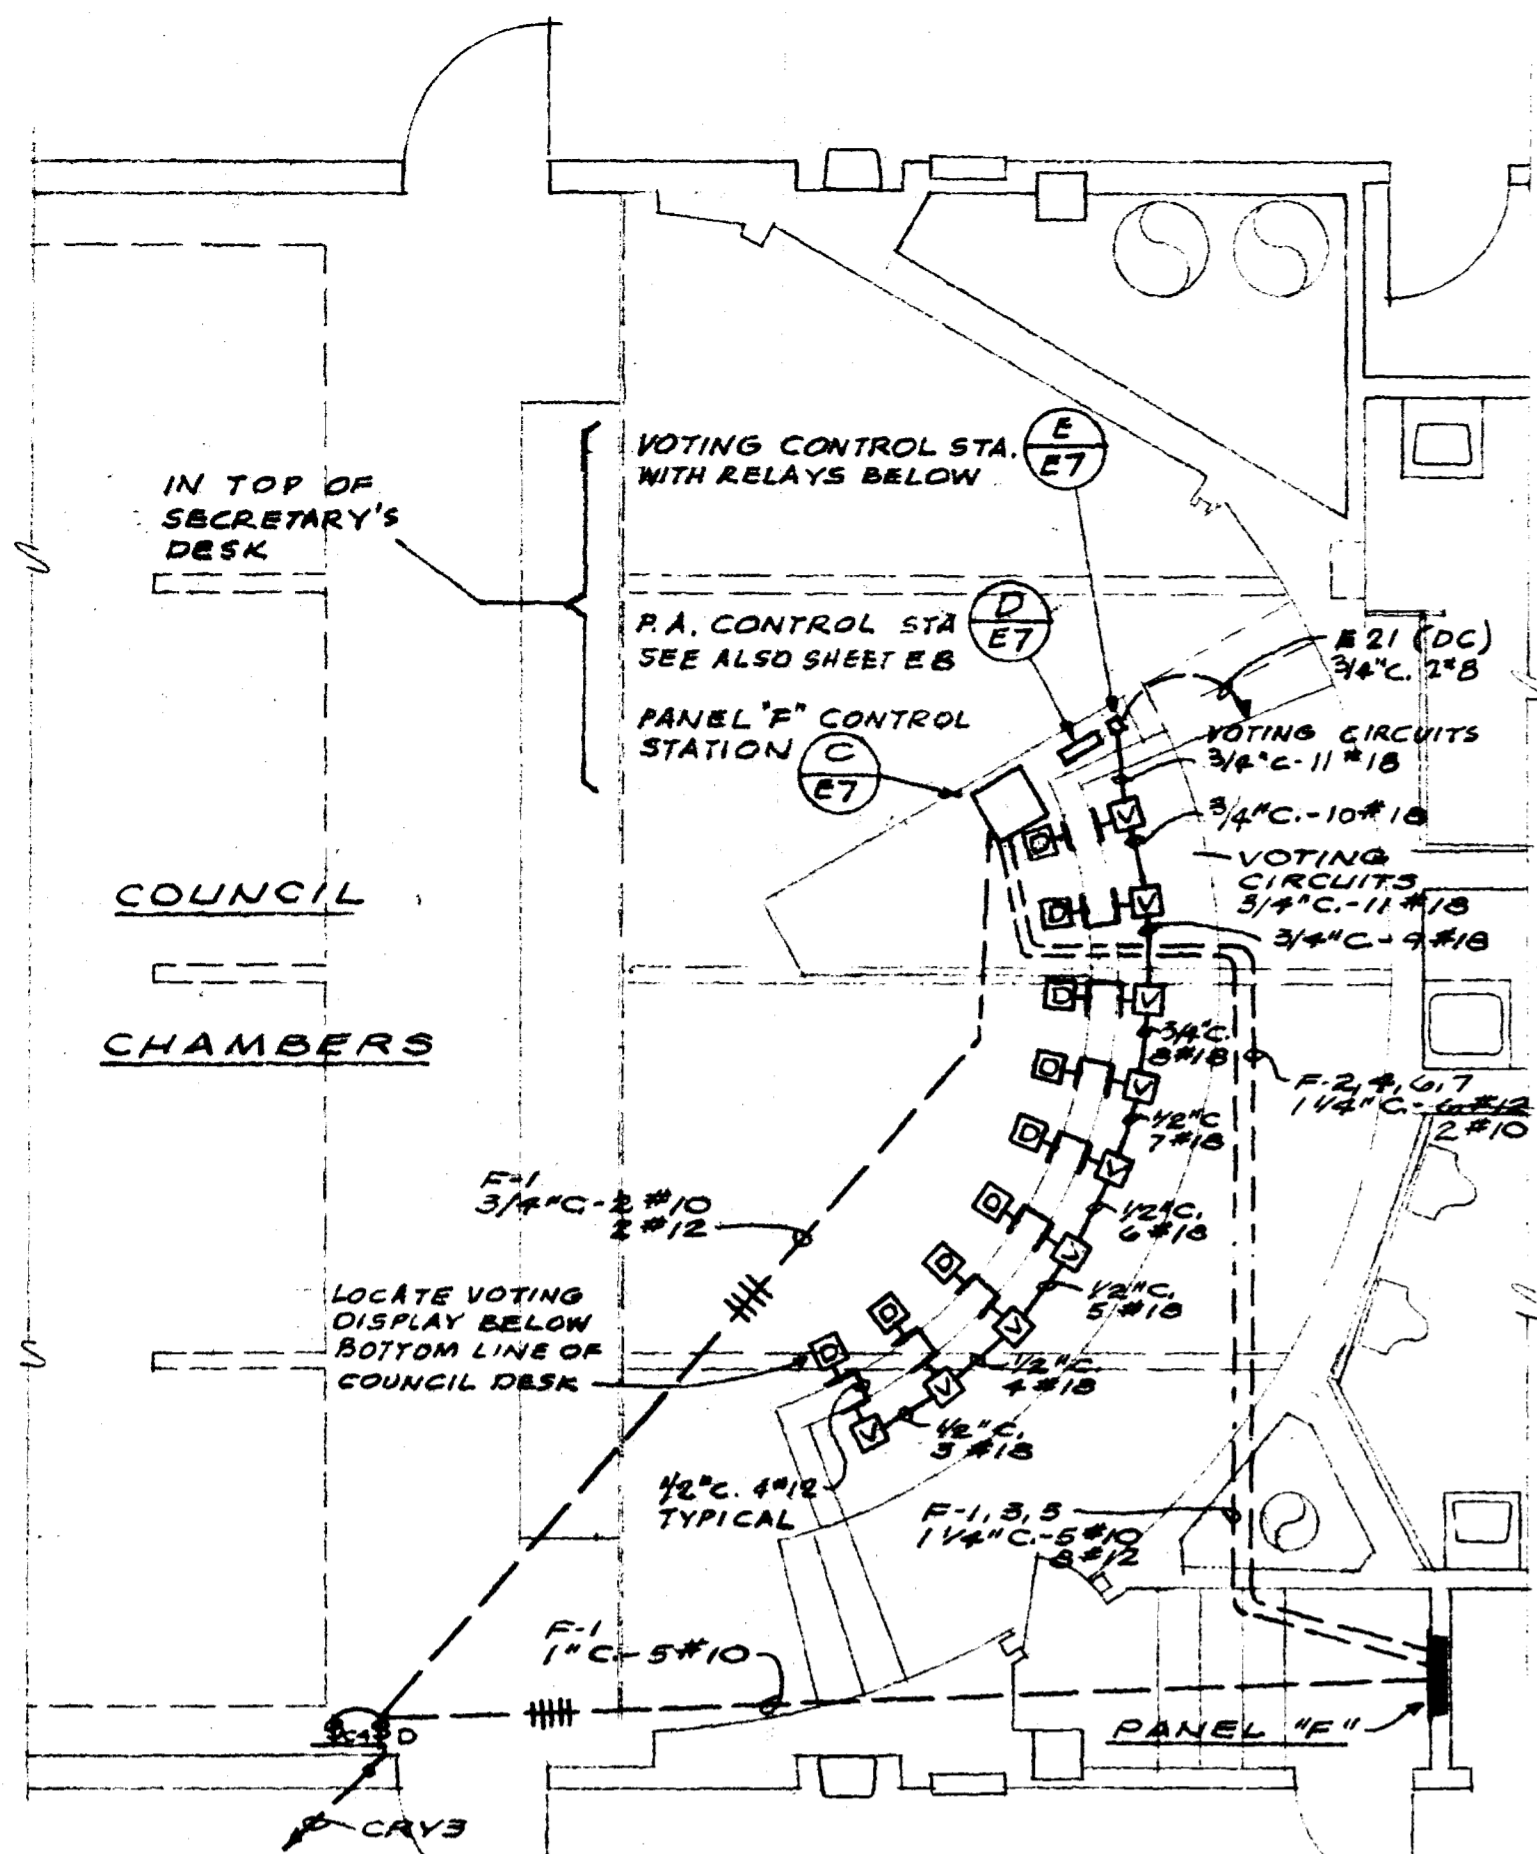 VOTING CONTROL STA.
WITH RELAYS BELOW
E
E7
IN TOP OF
SECRETARY'S
DESK
P.A. CONTROL STA
SEE ALSO SHEET E8
D
E7
E 21 (DC)
3/4"C. 2#8
PANEL "F" CONTROL
STATION
C
E7
VOTING CIRCUITS
3/4"C-11 #18
3/4"C.-10#18
VOTING
CIRCUITS
3/4"C.-11 #18
3/4"C-9#18
COUNCIL
CHAMBERS
D
D
D
D
D
D
D
D
D
V
V
V
V
V
V
V
V
V
3/4"C.
8#18
F-2,4,6,7
1 1/4"C-6#12
2 #10
1/2"C
7#18
1/2"C.
6#18
1/2"C.
5#18
1/2"C.
4#18
1/2"C.
3#18
F-1
3/4"C-2 #10
2 #12
LOCATE VOTING
DISPLAY BELOW
BOTTOM LINE OF
COUNCIL DESK
1/2"C. 4#12
TYPICAL
F-1, 3, 5
1 1/4"C.-5#10
8#12
F-1
1"C-5#10
PANEL "F"
D
CRY3